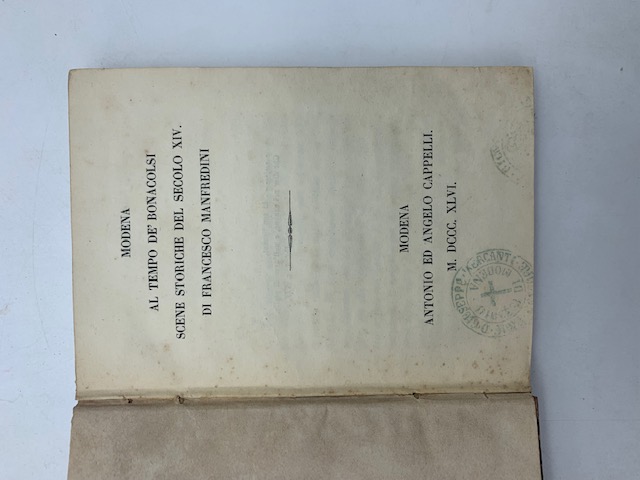 MODENA
AL TEMPO DE' BONACOLSI
SCENE STORICHE DEL SECOLO XIV.
DI FRANCESCO MANFREDINI
MODENA
ANTONIO ED ANGELO CAPPELLI.
M. DCCC. XLVI.
MODENA